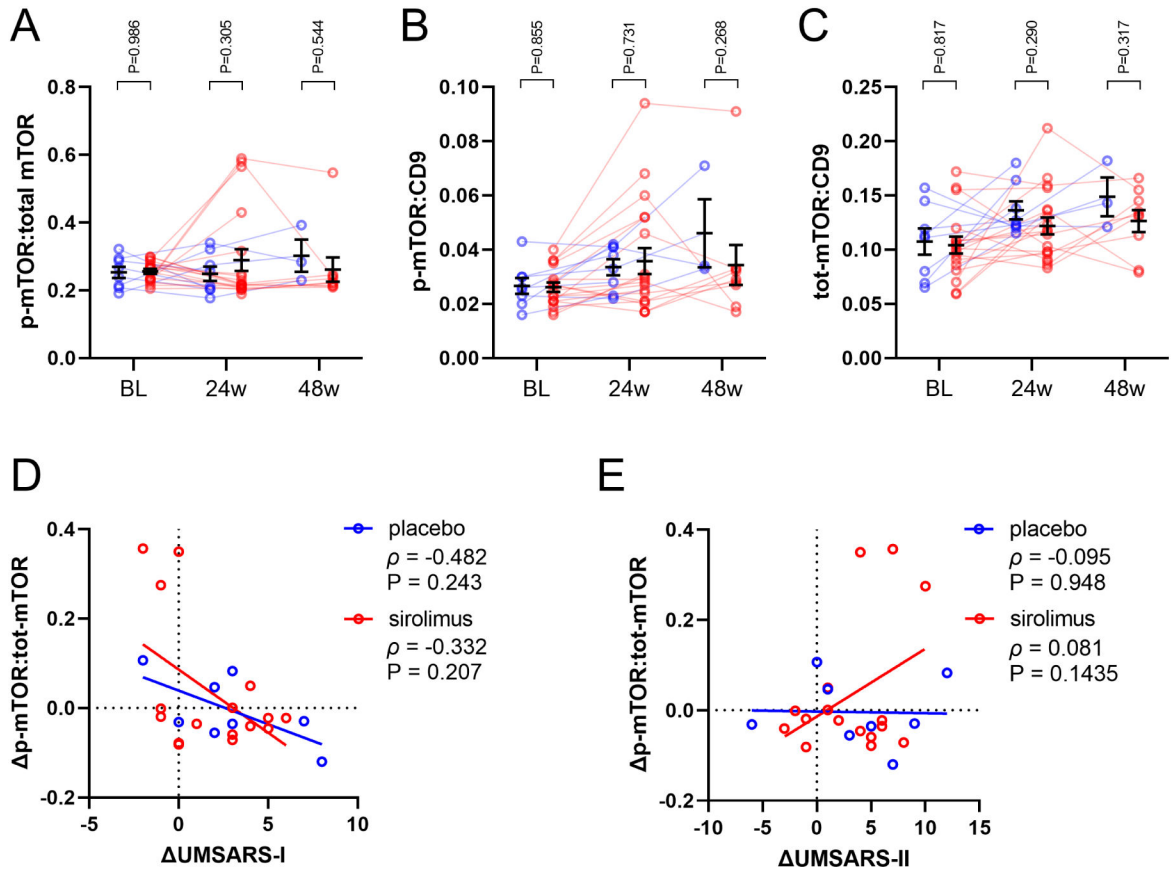 A
B
C
P=0.986
P=0.305
P=0.544
P=0.855
P=0.731
P=0.268
P=0.817
P=0.290
P=0.317
p-mTOR:total mTOR
0.8
0.6
0.4
0.2
0.0
BL
24w
48w
p-mTOR:CD9
0.10
0.08
0.06
0.04
0.02
0.00
BL
24w
48w
tot-mTOR:CD9
0.25
0.20
0.15
0.10
0.05
0.00
BL
24w
48w
D
Δp-mTOR:tot-mTOR
0.4
0.2
0.0
-0.2
-5
0
5
10
ΔUMSARS-I
placebo
ρ = -0.482
P = 0.243
sirolimus
ρ = -0.332
P = 0.207
E
Δp-mTOR:tot-mTOR
0.4
0.2
0.0
-0.2
-10
-5
0
5
10
15
ΔUMSARS-II
placebo
ρ = -0.095
P = 0.948
sirolimus
ρ = 0.081
P = 0.1435